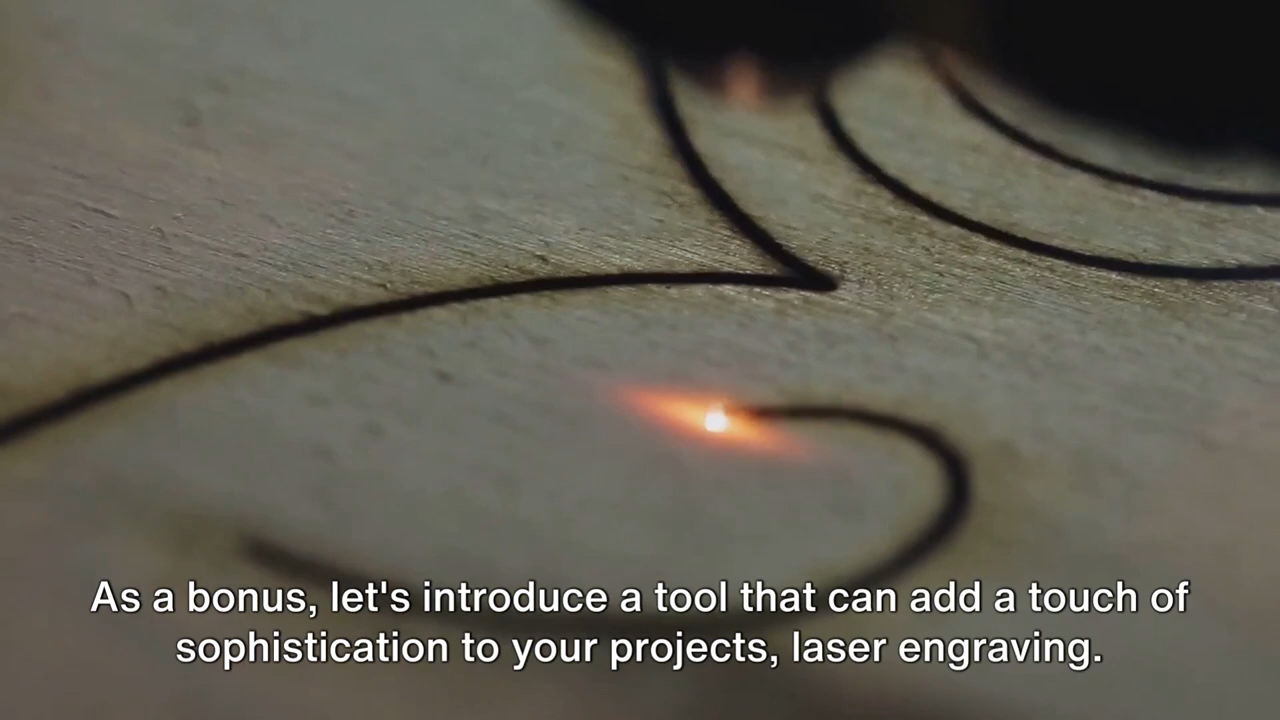 As a bonus, let's introduce a tool that can add a touch of
sophistication to your projects, laser engraving.